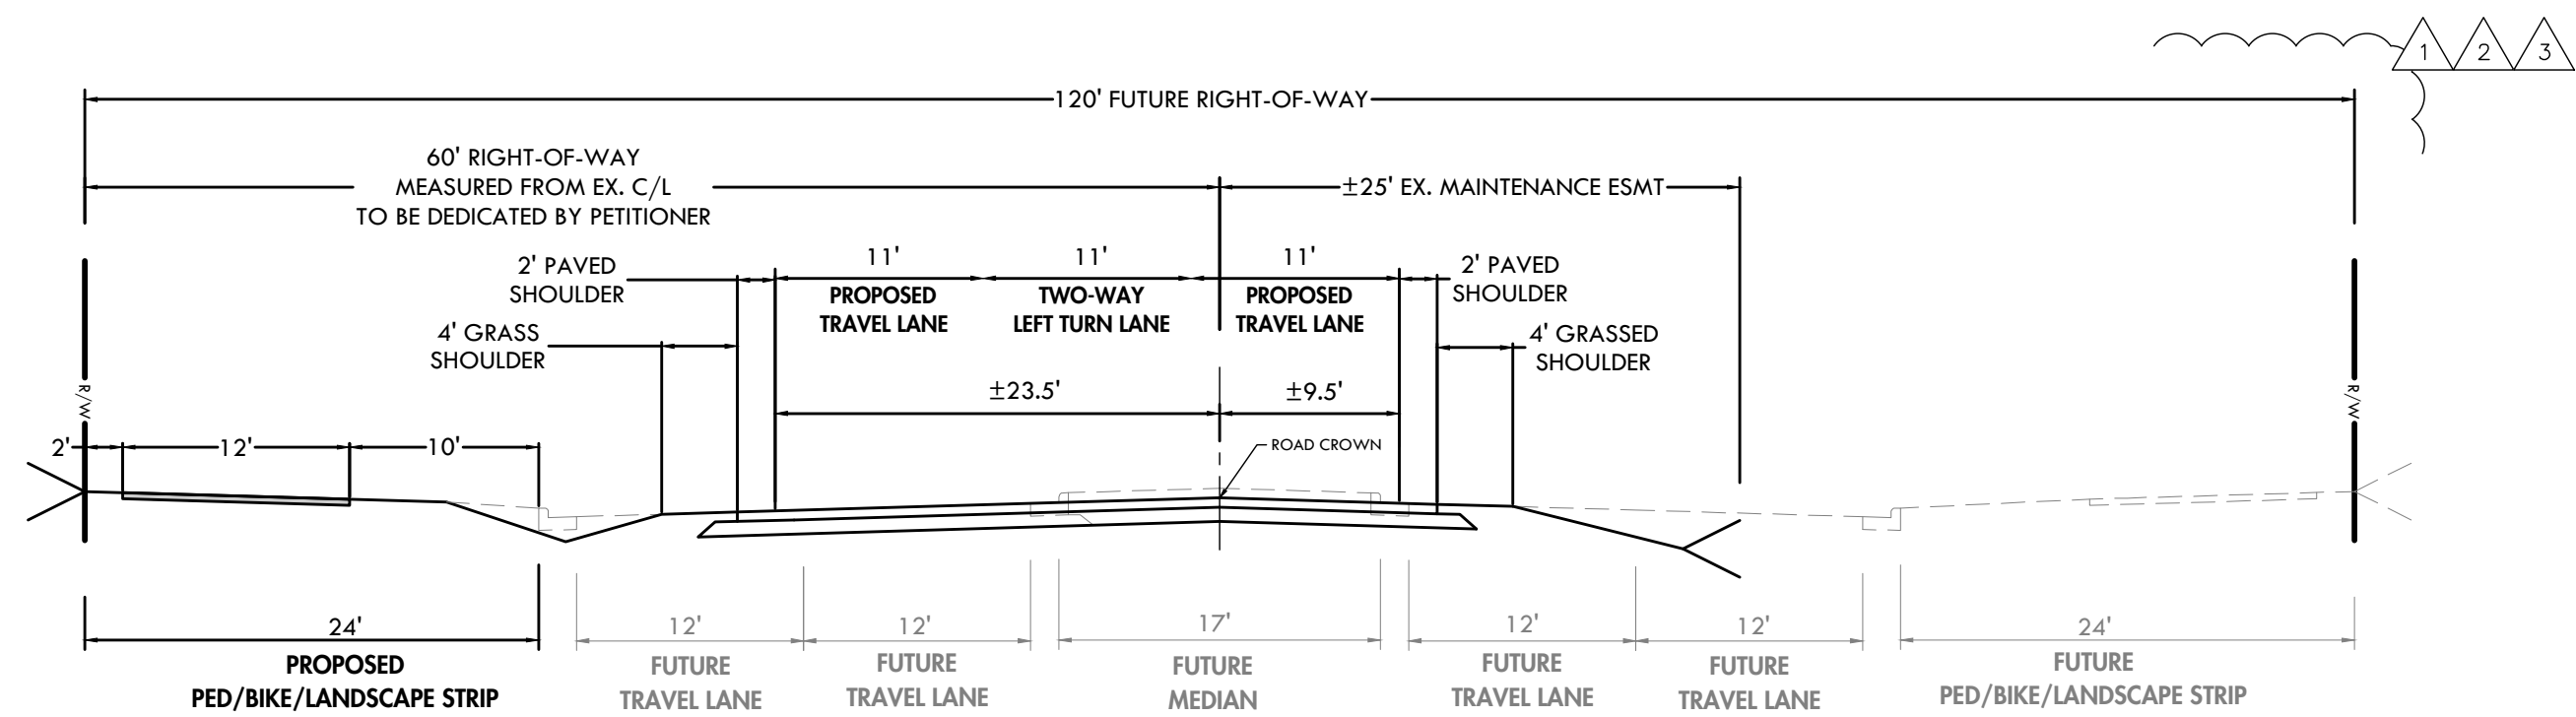 1 2 3
120' FUTURE RIGHT-OF-WAY
60' RIGHT-OF-WAY
MEASURED FROM EX. C/L
TO BE DEDICATED BY PETITIONER
±25' EX. MAINTENANCE ESMT
2' PAVED
SHOULDER
11'
PROPOSED
TRAVEL LANE
11'
TWO-WAY
LEFT TURN LANE
11'
PROPOSED
TRAVEL LANE
2' PAVED
SHOULDER
4' GRASS
SHOULDER
4' GRASSED
SHOULDER
±23.5'
±9.5'
R/W
R/W
2'
12'
10'
ROAD CROWN
24'
PROPOSED
PED/BIKE/LANDSCAPE STRIP
12'
FUTURE
TRAVEL LANE
12'
FUTURE
TRAVEL LANE
17'
FUTURE
MEDIAN
12'
FUTURE
TRAVEL LANE
12'
FUTURE
TRAVEL LANE
24'
FUTURE
PED/BIKE/LANDSCAPE STRIP